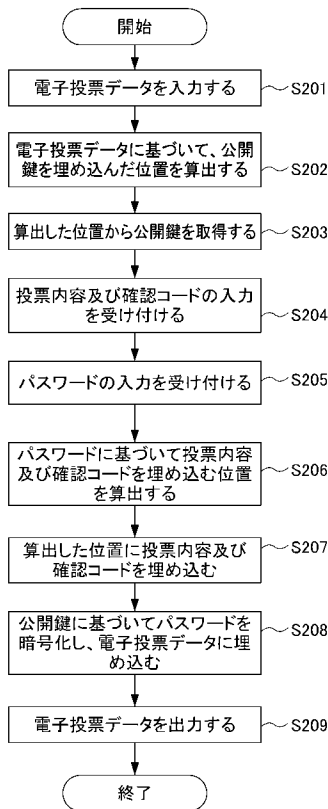 開始
電子投票データを入力する
S201
電子投票データに基づいて、公開
鍵を埋め込んだ位置を算出する
S202
算出した位置から公開鍵を取得する
S203
投票内容及び確認コードの入力
を受け付ける
S204
パスワードの入力を受け付ける
S205
パスワードに基づいて投票内容
及び確認コードを埋め込む位置
を算出する
S206
算出した位置に投票内容及び
確認コードを埋め込む
S207
公開鍵に基づいてパスワードを
暗号化し、電子投票データに埋
め込む
S208
電子投票データを出力する
S209
終了